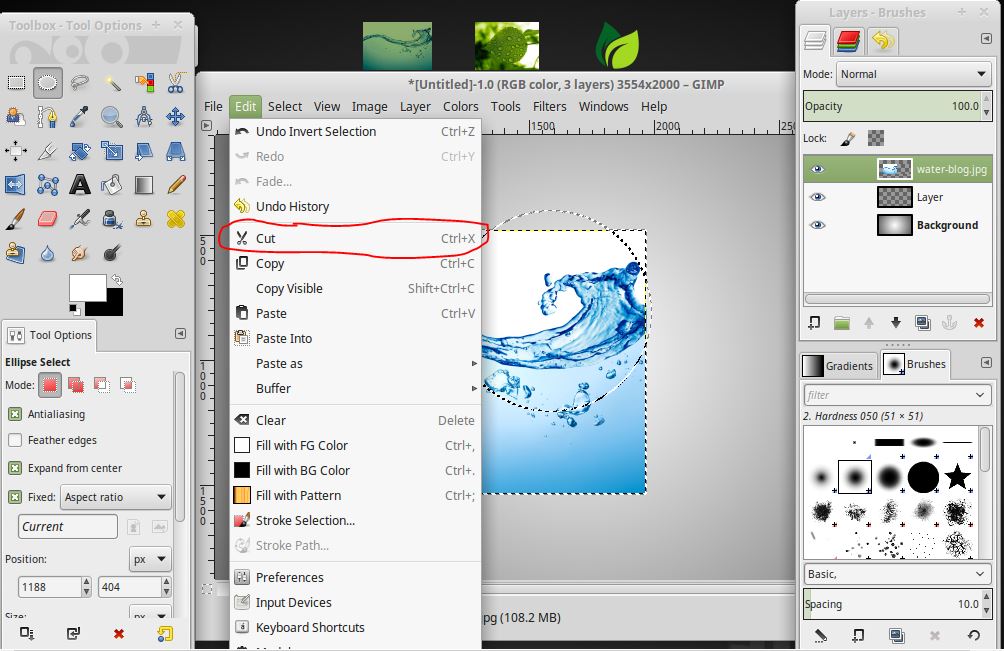 Toolbox - Tool Options
*[Untitled]-1.0 (RGB color, 3 layers) 3554x2000 – GIMP
File Edit Select View Image Layer Colors Tools Filters Windows Help
1500 2000
500
1000
1500
Undo Invert Selection Ctrl+Z
Redo Ctrl+Y
Fade...
Undo History
Cut Ctrl+X
Copy Ctrl+C
Copy Visible Shift+Ctrl+C
Paste Ctrl+V
Paste Into
Paste as
Buffer
Clear Delete
Fill with FG Color Ctrl+,
Fill with BG Color Ctrl+.
Fill with Pattern Ctrl+;
Stroke Selection...
Stroke Path...
Preferences
Input Devices
Keyboard Shortcuts
pg (108.2 MB)
Tool Options
Ellipse Select
Mode:
Antialiasing
Feather edges
Expand from center
Fixed: Aspect ratio
Current
Position: px
1188 404
Size: px
Layers - Brushes
Mode: Normal
Opacity 100.0
Lock:
water-blog.jpg
Layer
Background
Gradients Brushes
filter
2. Hardness 050 (51 × 51)
Basic,
Spacing 10.0